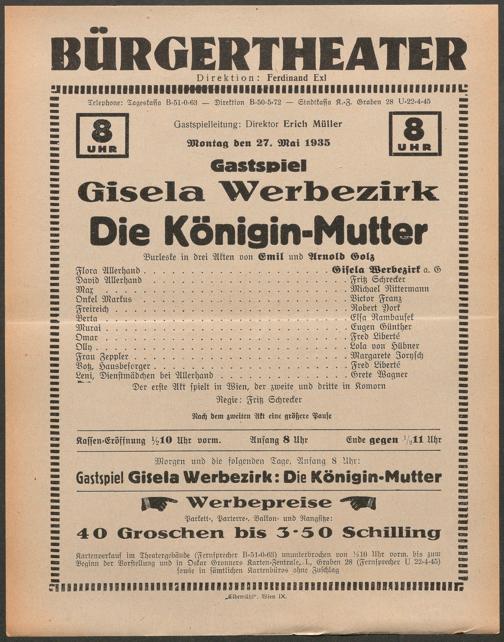 BÜRGERTHEATER
Direktion: Ferdinand Exl
Telephone: Tageskassa B-51-0-63 — Direktion B-50-5-72 — Stadtkassa K.-F. Graben 28 U-22-4-45
8 UHR
Gastspielleitung: Direktor Erich Müller
8 UHR
Montag den 27. Mai 1935
Gastspiel
Gisela Werbezirk
Die Königin-Mutter
Burleske in drei Akten von Emil und Arnold Golz
Flora Allerhand . . . Gisela Werbezirk a. G
David Allerhand . . . Fritz Schrecker
Max . . . Michael Rittermann
Onkel Markus . . . Victor Franz
Freireich . . . Robert York
Berta . . . Elsa Rambausek
Murai . . . Eugen Günther
Omar . . . Fred Liberté
Olly . . . Lola von Hübner
Frau Zeppler . . . Margarete
Hausbesorger . . . Fred Liberté
Leni, Dienstmädchen bei Allerhand . . . Grete Wagner
Der erste Akt spielt in Wien, der zweite und dritte in Komorn
Regie: Fritz Schrecker
Nach dem zweiten Akt eine größere Pause
Kassen-Eröffnung ½10 Uhr vorm. Anfang 8 Uhr Ende gegen ½11 Uhr
Morgen und die folgenden Tage, Anfang 8 Uhr:
Gastspiel Gisela Werbezirk: Die Königin-Mutter
Werbepreise
Parkett-, Parterre-, Balkon- und Rangsitze:
40 Groschen bis 3·50 Schilling
Kartenverkauf im Theatergebäude (Fernsprecher B-51-0-63) ununterbrochen von ½10 Uhr vorm. bis zum
Beginn der Vorstellung und in Oskar Gronners Karten-Zentrale, I., Graben 28 (Fernsprecher U 22-4-45)
sowie in sämtlichen Kartenbüros ohne Zuschlag
„Elbemühl“, Wien IX.